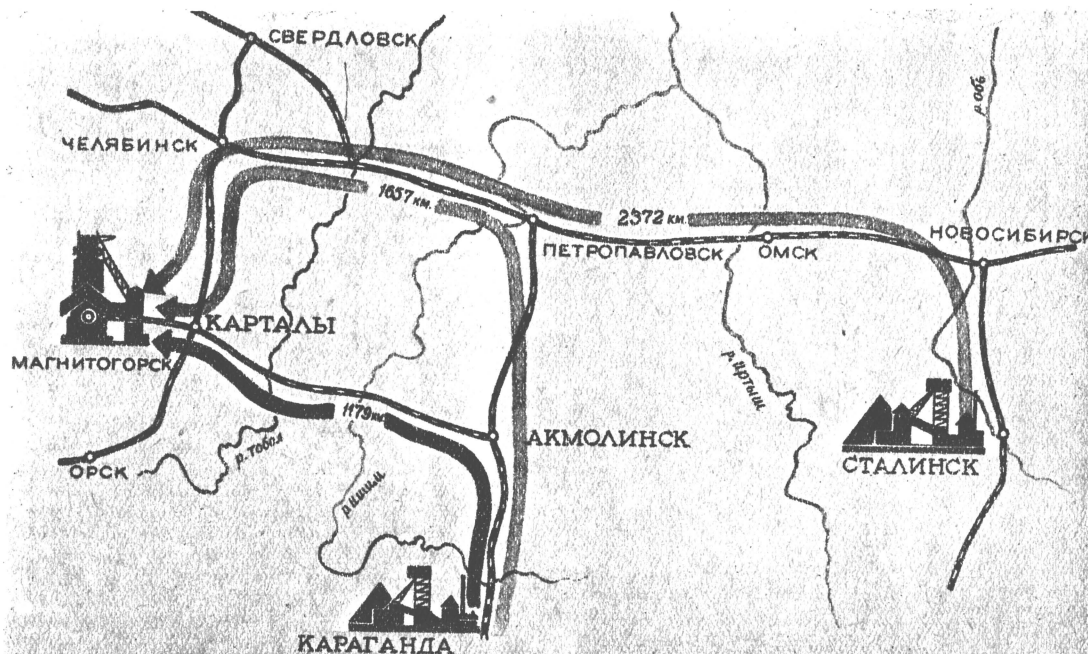 СВЕРДЛОВСК
р. Обь
ЧЕЛЯБИНСК
1657 км.
2372 км.
НОВОСИБИРСК
ПЕТРОПАВЛОВСК
ОМСК
КАРТАЛЫ
МАГНИТОГОРСК
р. Иртыш
1179 км.
АКМОЛИНСК
ОРСК
р. Тобол
СТАЛИНСК
р. Ишим
КАРАГАНДА